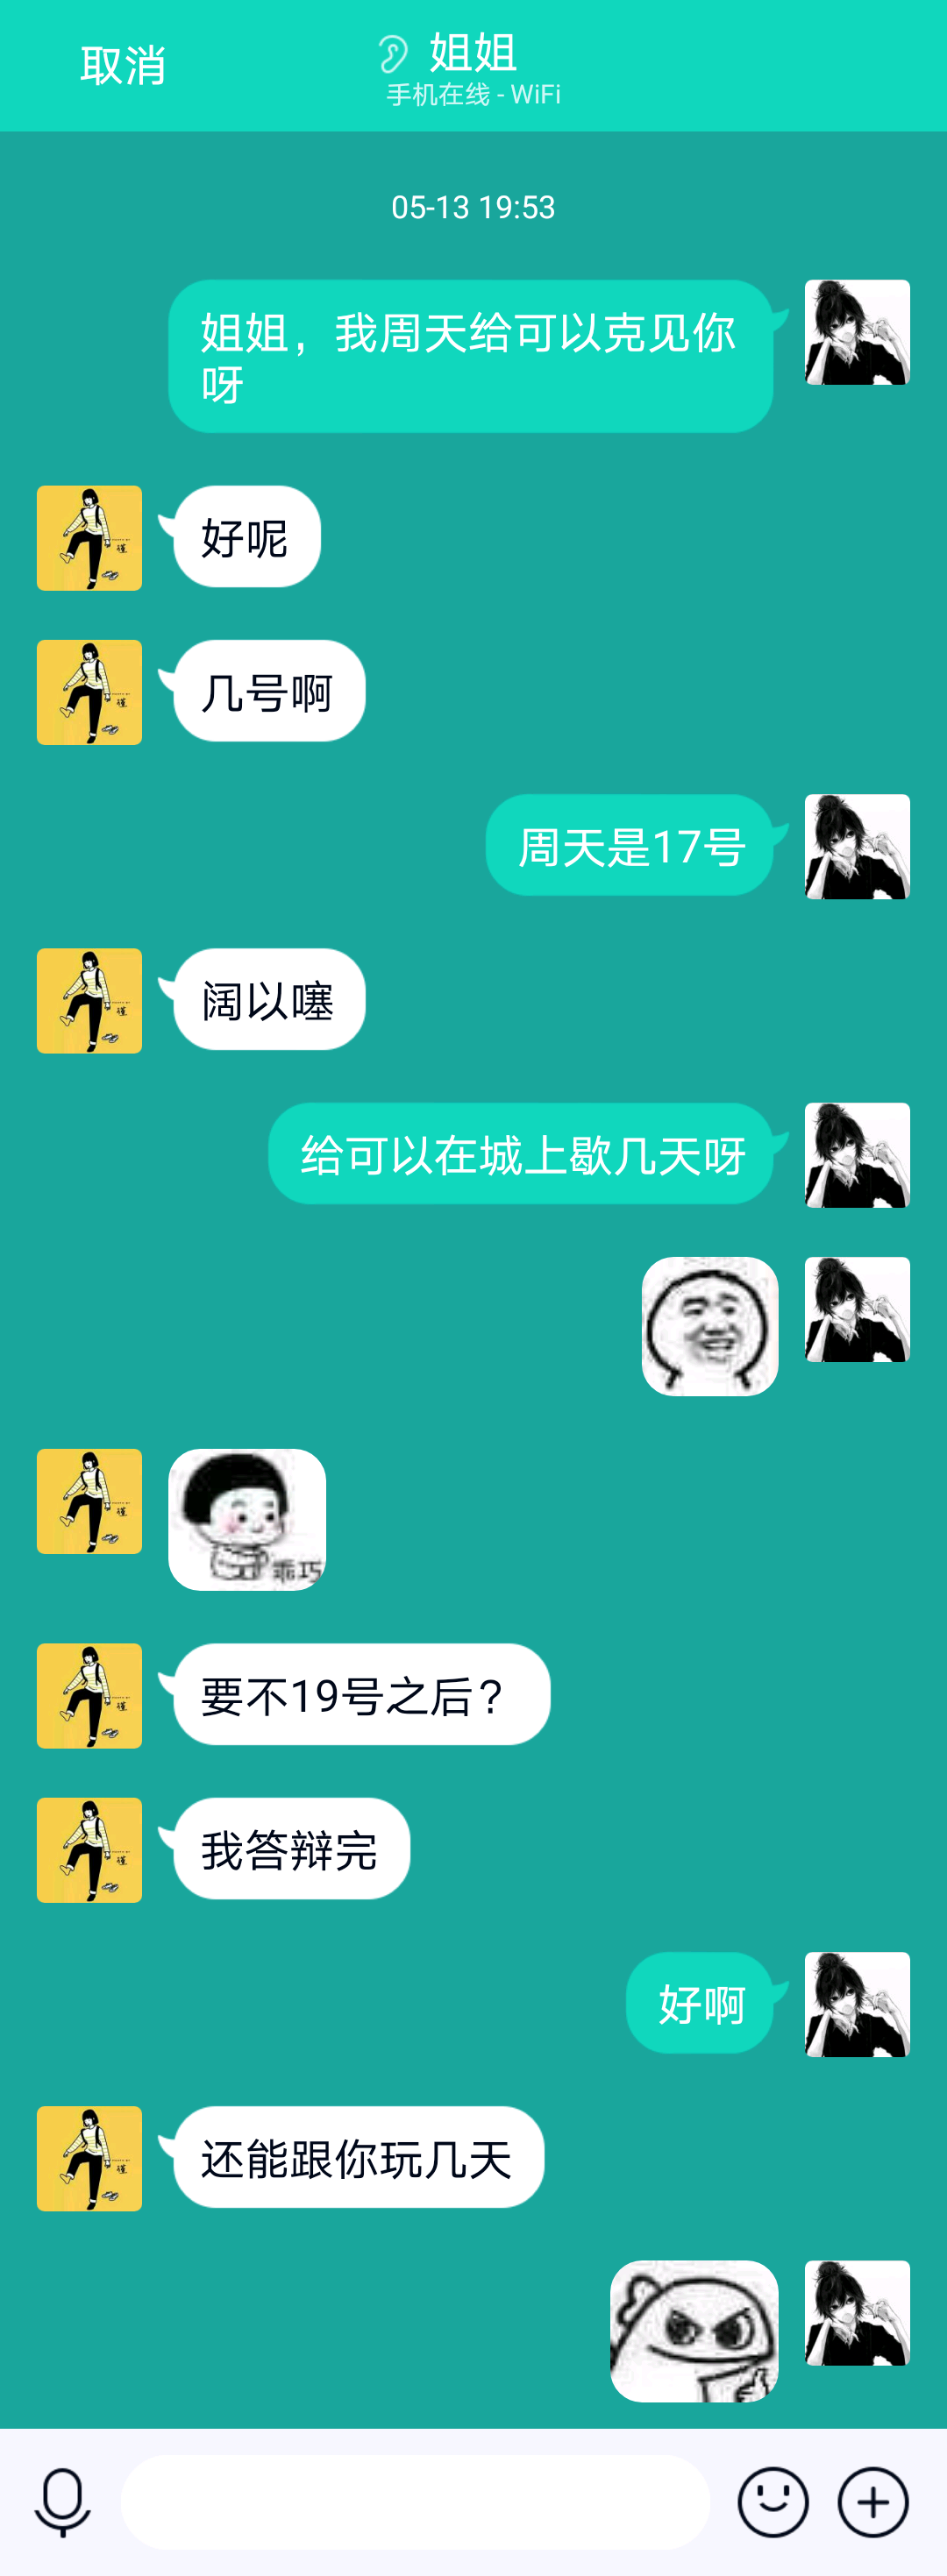 取消
姐姐
手机在线 - WiFi
05-13 19:53
姐姐，我周天给可以克见你
呀
好呢
几号啊
周天是17号
阔以噻
给可以在城上歇几天呀
乖巧
要不19号之后？
我答辩完
好啊
还能跟你玩几天